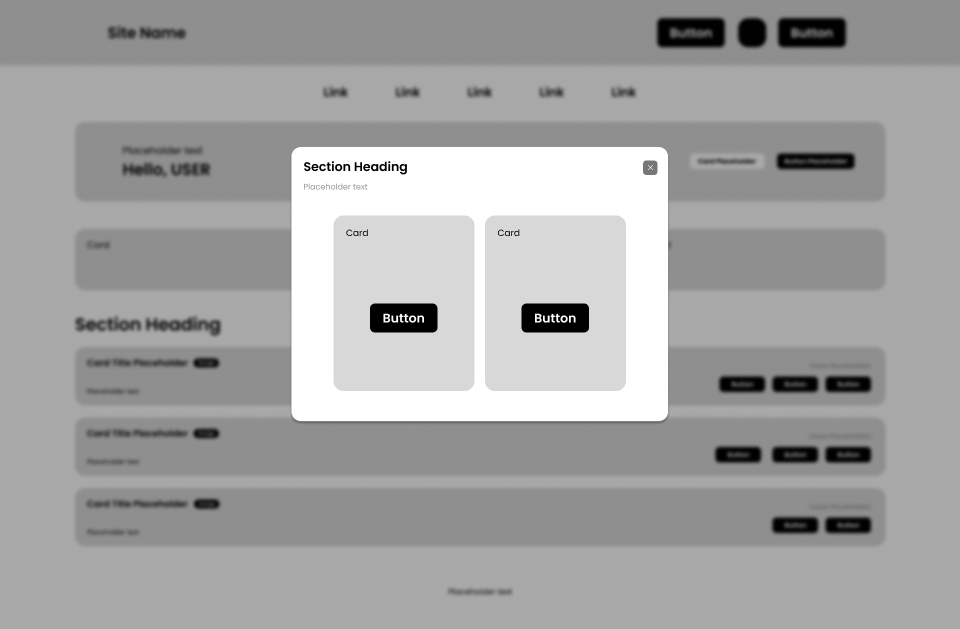 Site Name
Button
Button
Link Link Link Link Link
Placeholder text
Hello, USER
Card Placeholder
Button Placeholder
Card
Section Heading
Placeholder text
Card
Button
Card
Button
Section Heading
Card Title Placeholder
Placeholder text
Button Button Button
Card Title Placeholder
Placeholder text
Button Button Button
Card Title Placeholder
Placeholder text
Button Button
Placeholder text